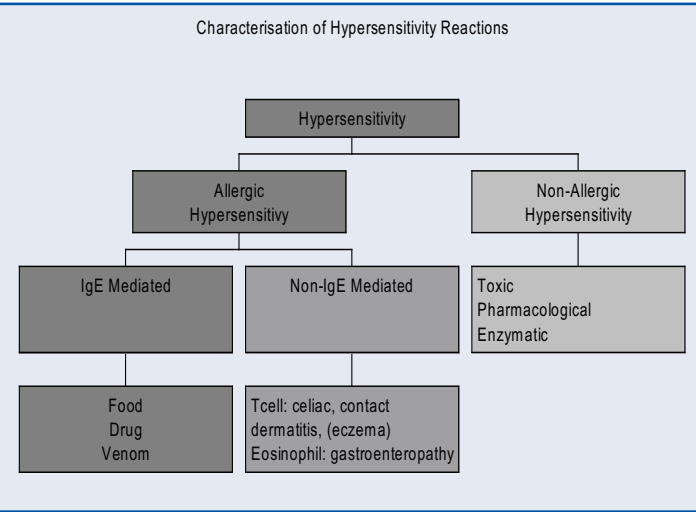 Characterisation of Hypersensitivity Reactions
Hypersensitivity
Allergic
Hypersensitivy
Non-Allergic
Hypersensitivity
IgE Mediated
Non-IgE Mediated
Toxic
Pharmacological
Enzymatic
Food
Drug
Venom
Tcell: celiac, contact
dermatitis, (eczema)
Eosinophil: gastroenteropathy